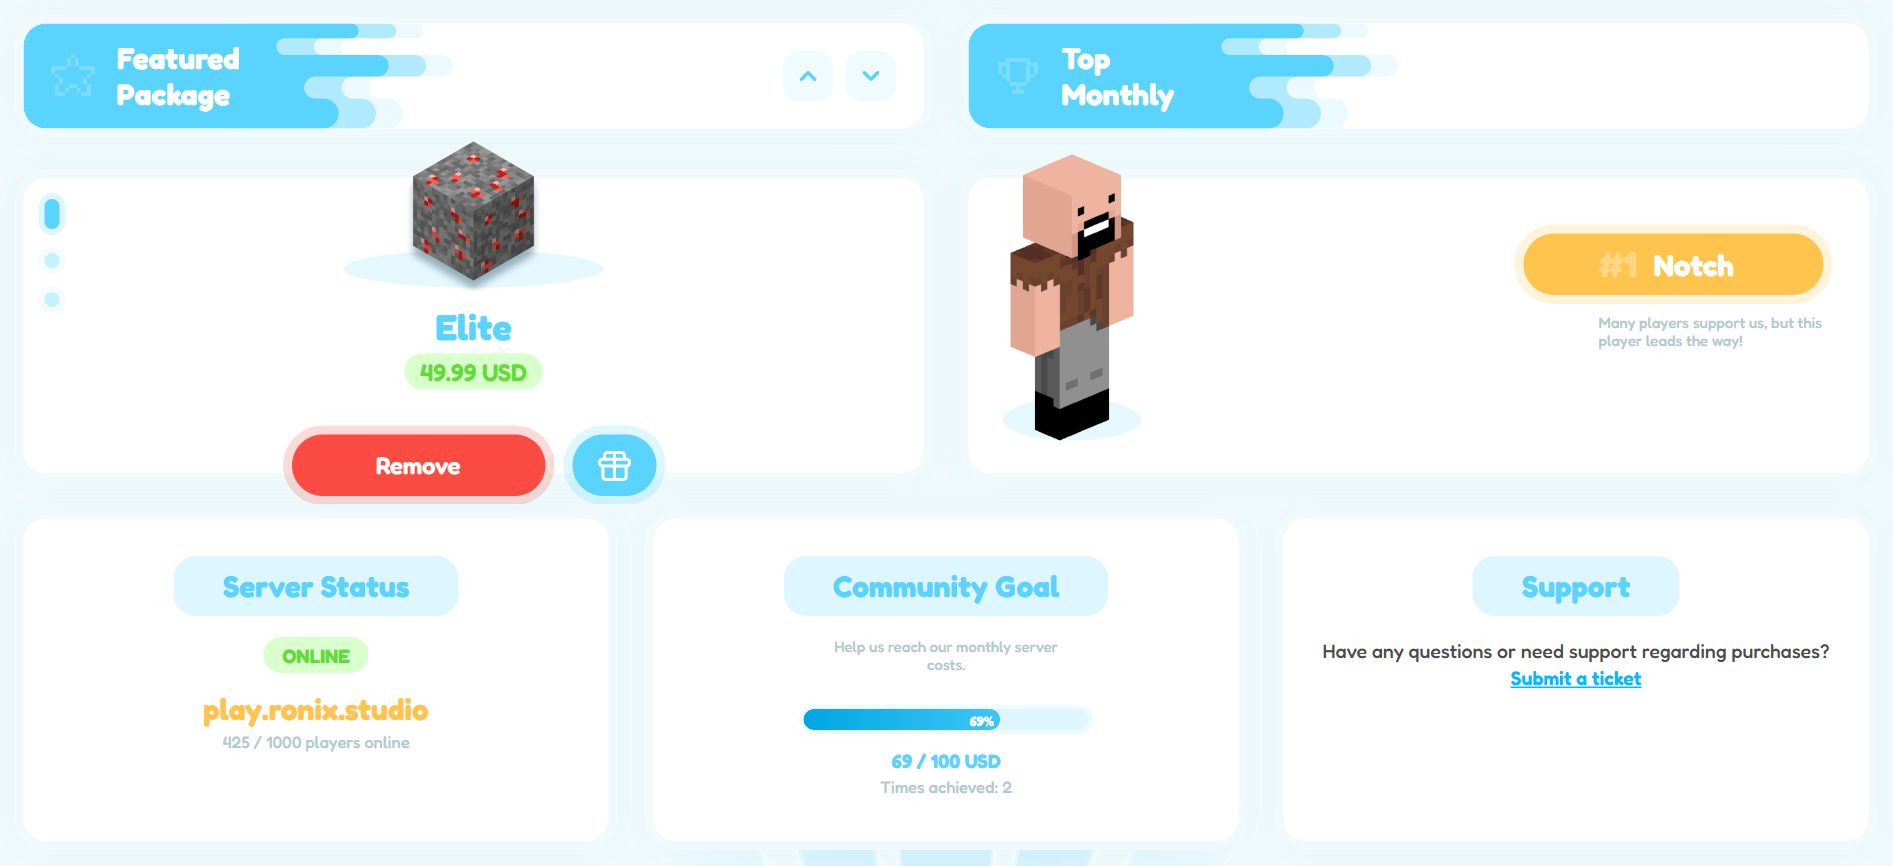 Featured
Package
Top
Monthly
Elite
49.99 USD
Remove
#1 Notch
Many players support us, but this
player leads the way!
Server Status
ONLINE
play.ronix.studio
425 / 1000 players online
Community Goal
Help us reach our monthly server
costs.
69%
69 / 100 USD
Times achieved: 2
Support
Have any questions or need support regarding purchases?
Submit a ticket